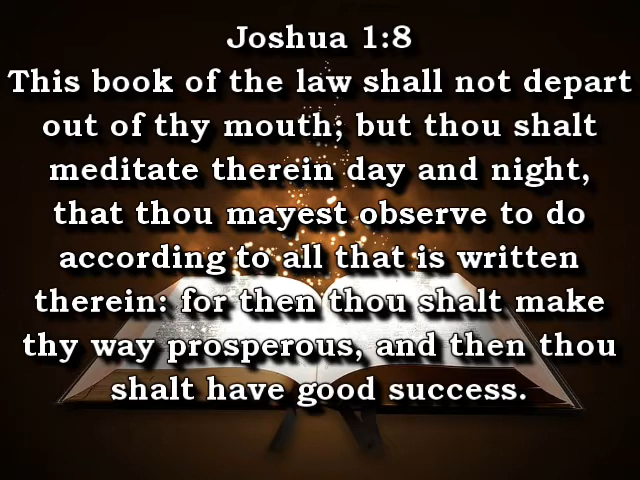 Joshua 1:8
This book of the law shall not depart
out of thy mouth; but thou shalt
meditate therein day and night,
that thou mayest observe to do
according to all that is written
therein: for then thou shalt make
thy way prosperous, and then thou
shalt have good success.